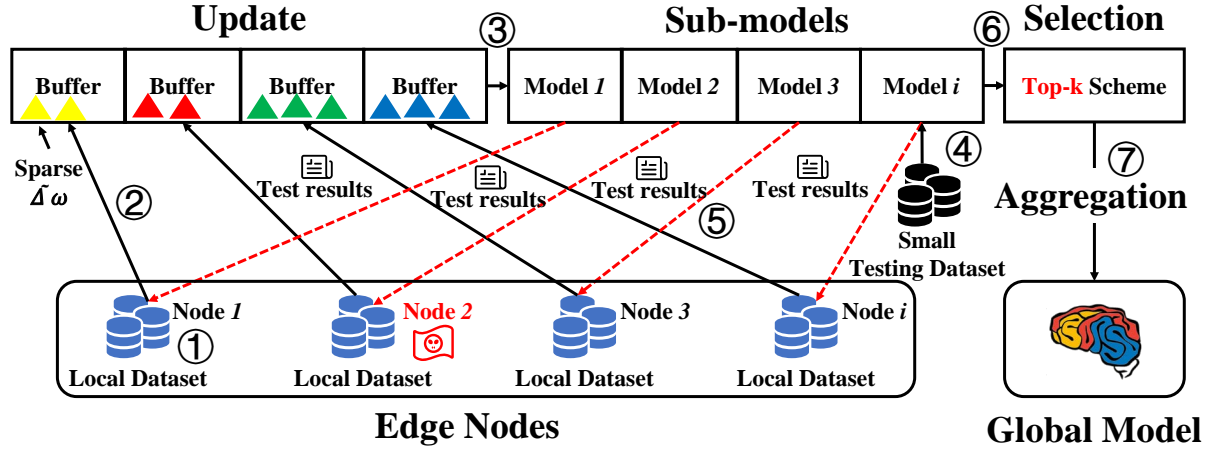 Update
③
Sub-models
⑥
Selection
Buffer
Buffer
Buffer
Buffer
Model 1
Model 2
Model 3
Model i
Top-k Scheme
Sparse
Δ̃ ω
②
Test results
Test results
Test results
Test results
⑤
④
Small
Testing Dataset
⑦
Aggregation
Node 1
①
Local Dataset
Node 2
Local Dataset
Node 3
Local Dataset
Node i
Local Dataset
Edge Nodes
Global Model